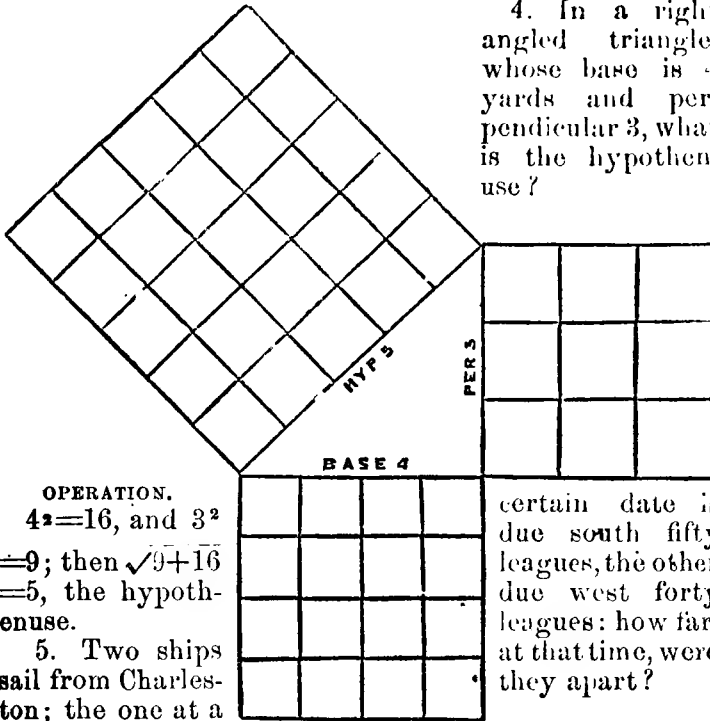 4. In a righ
angled triangle
whose base is
yards and per
pendicular 3, wha
is the hypothen
use?
HYP 5
PER 3
BASE 4
OPERATION.
4²=16, and 3²
=9; then √9+16
=5, the hypoth-
enuse.
5. Two ships
sail from Charles-
ton; the one at a
certain date i
due south fifty
leagues, the other
due west forty
leagues: how far
at that time, were
they apart?